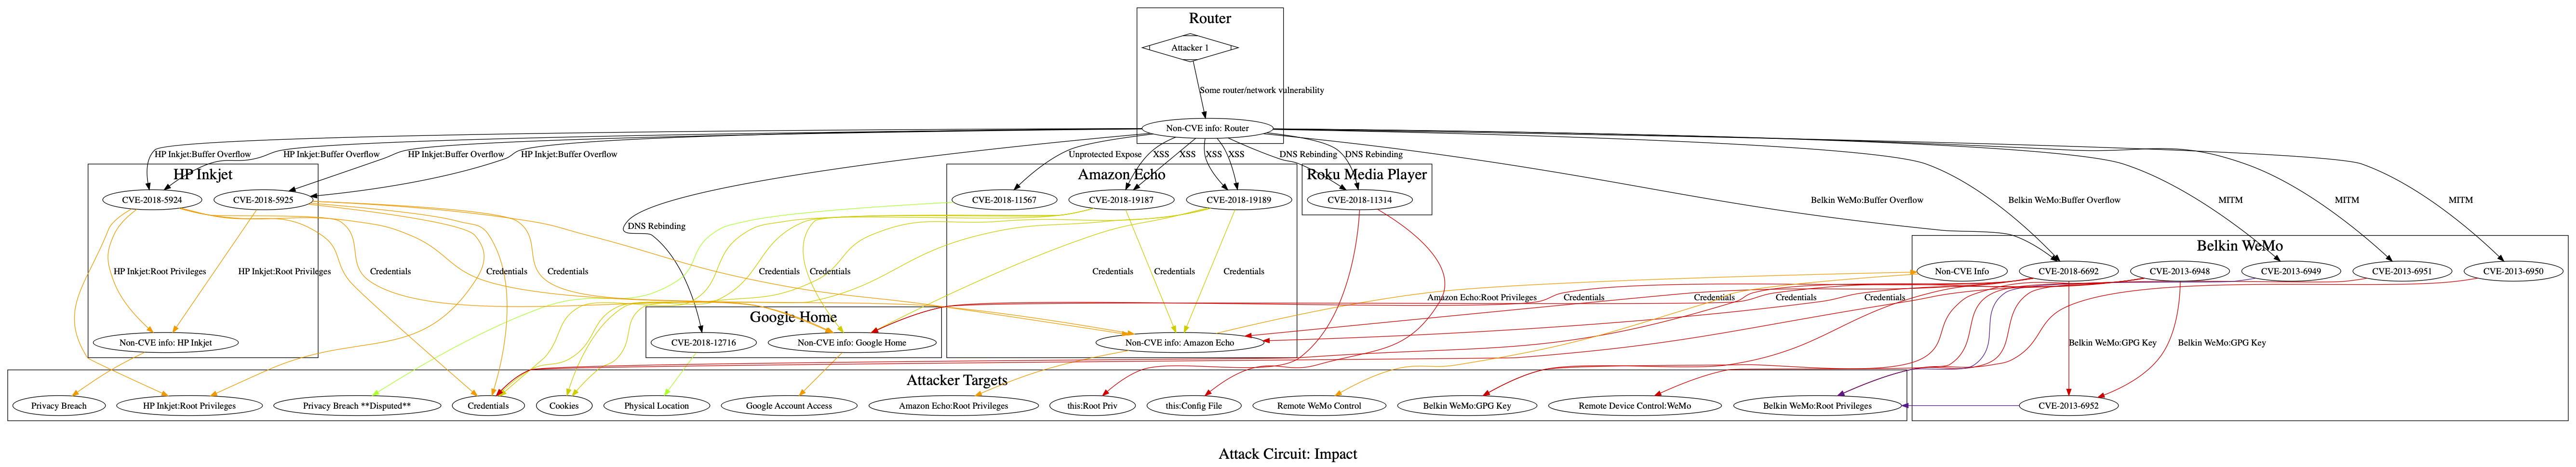 Router
Attacker 1
Some router/network vulnerability
Non-CVE info: Router
HP Inkjet:Buffer Overflow
HP Inkjet:Buffer Overflow
HP Inkjet:Buffer Overflow
HP Inkjet:Buffer Overflow
Unprotected Expose
XSS
XSS
XSS
XSS
DNS Rebinding
DNS Rebinding
HP Inkjet
Amazon Echo
Roku Media Player
CVE-2018-5924
CVE-2018-5925
CVE-2018-11567
CVE-2018-19187
CVE-2018-19189
CVE-2018-11314
Belkin WeMo:Buffer Overflow
Belkin WeMo:Buffer Overflow
MITM
MITM
MITM
DNS Rebinding
Belkin WeMo
HP Inkjet:Root Privileges
HP Inkjet:Root Privileges
Credentials
Credentials
Credentials
Credentials
Credentials
Credentials
Credentials
Credentials
Non-CVE Info
CVE-2018-6692
CVE-2013-6948
CVE-2013-6949
CVE-2013-6951
CVE-2013-6950
Amazon Echo:Root Privileges
Credentials
Credentials
Credentials
Credentials
Google Home
Non-CVE info: HP Inkjet
CVE-2018-12716
Non-CVE info: Google Home
Non-CVE info: Amazon Echo
Belkin WeMo:GPG Key
Belkin WeMo:GPG Key
Attacker Targets
Privacy Breach
HP Inkjet:Root Privileges
Privacy Breach **Disputed**
Credentials
Cookies
Physical Location
Google Account Access
Amazon Echo:Root Privileges
this:Root Priv
this:Config File
Remote WeMo Control
Belkin WeMo:GPG Key
Remote Device Control:WeMo
Belkin WeMo:Root Privileges
CVE-2013-6952
Attack Circuit: Impact